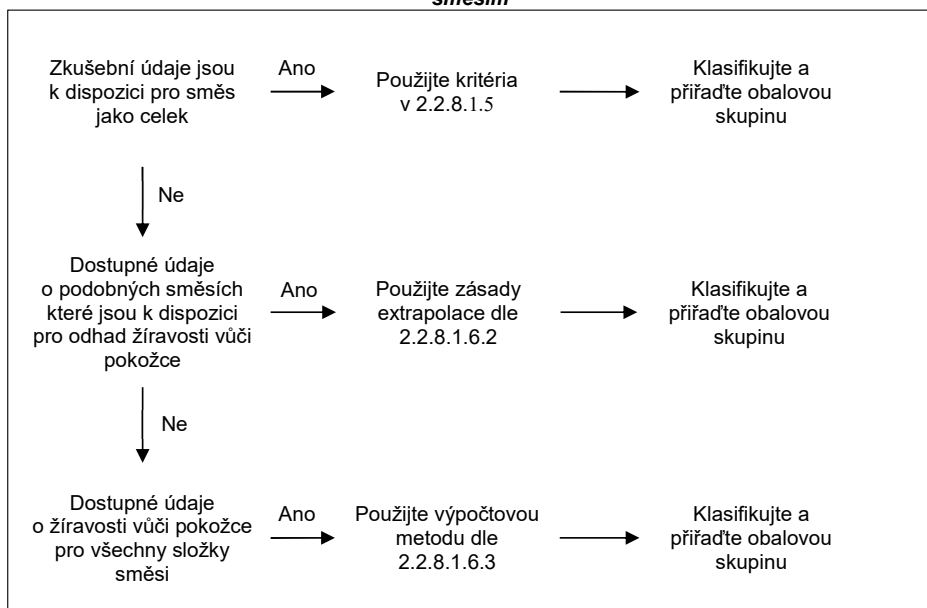 směsím
Zkušební údaje jsou
k dispozici pro směs
jako celek
Ano
Použijte kritéria
v 2.2.8.1.5
Klasifikujte a
přiřaďte obalovou
skupinu
Ne
Dostupné údaje
o podobných směsích
které jsou k dispozici
pro odhad žíravosti vůči
pokožce
Ano
Použijte zásady
extrapolace dle
2.2.8.1.6.2
Klasifikujte a
přiřaďte obalovou
skupinu
Ne
Dostupné údaje
o žíravosti vůči pokožce
pro všechny složky
směsi
Ano
Použijte výpočtovou
metodu dle
2.2.8.1.6.3
Klasifikujte a
přiřaďte obalovou
skupinu